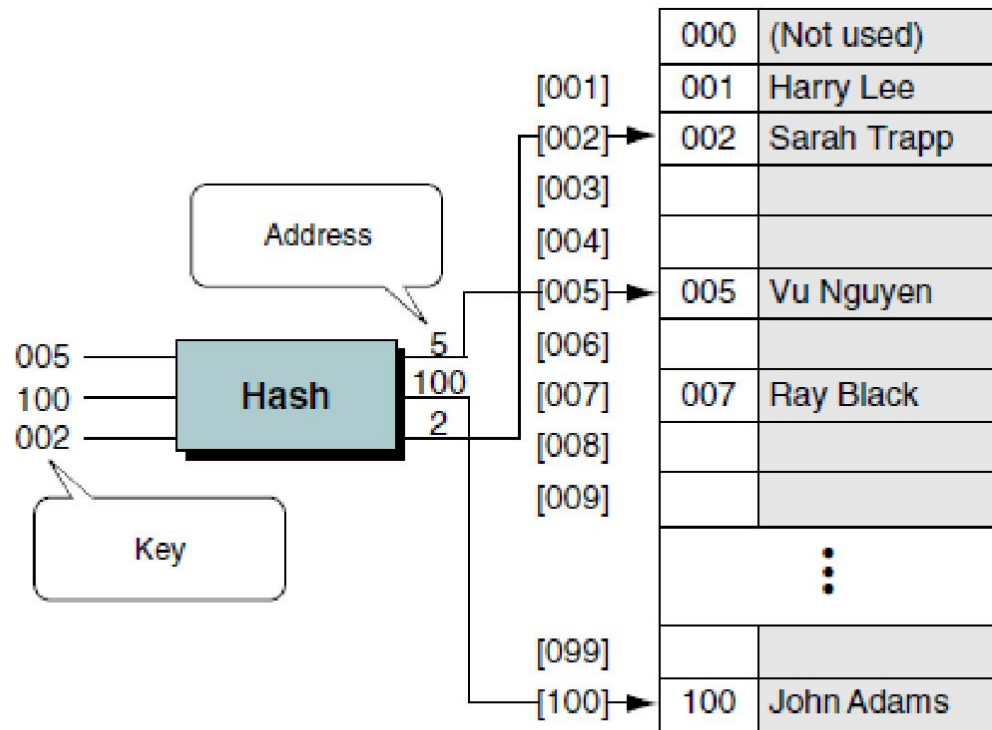 000 (Not used)
[001] 001 Harry Lee
[002] 002 Sarah Trapp
[003]
[004]
Address
[005] 005 Vu Nguyen
005 5 [006]
100 Hash 100 [007] 007 Ray Black
002 2 [008]
[009]
Key
[099]
[100] 100 John Adams